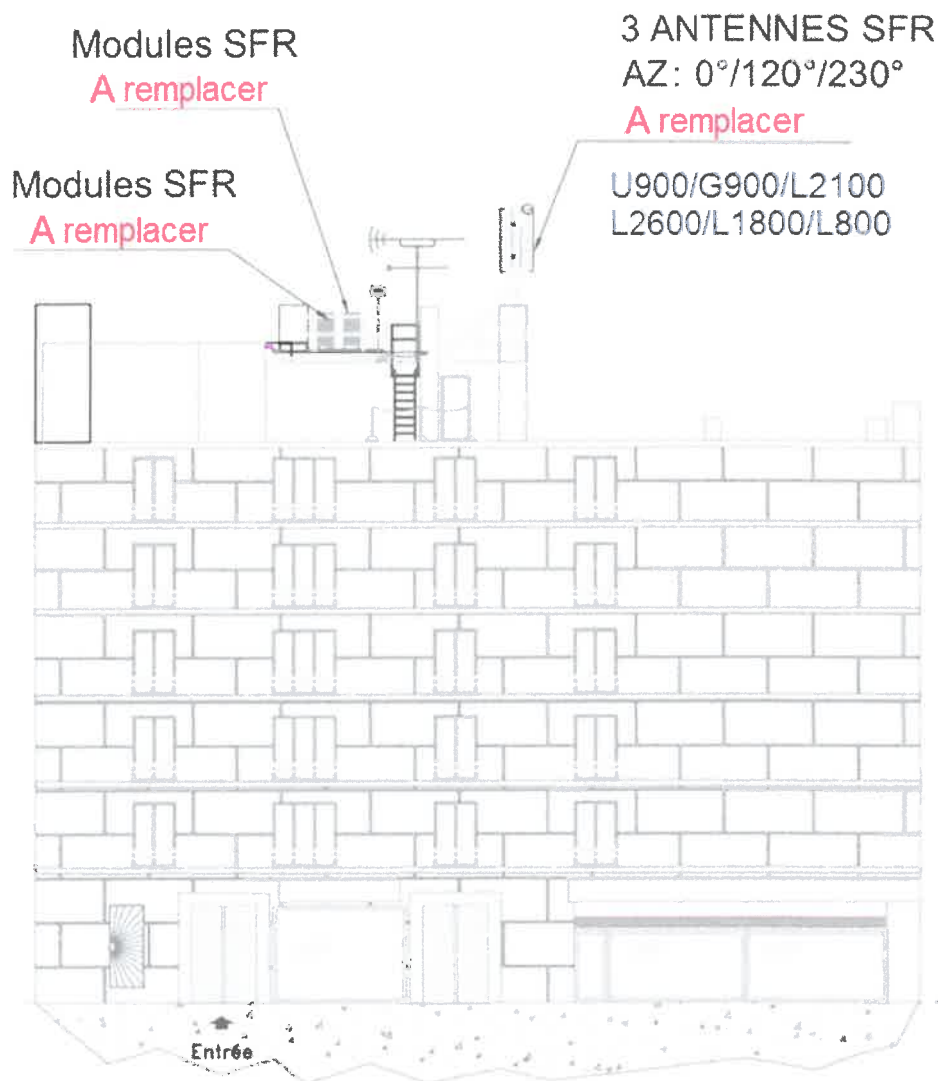 Modules SFR
A remplacer
Modules SFR
A remplacer
3 ANTENNES SFR
AZ: 0°/120°/230°
A remplacer
U900/G900/L2100
L2600/L1800/L800
Entrée